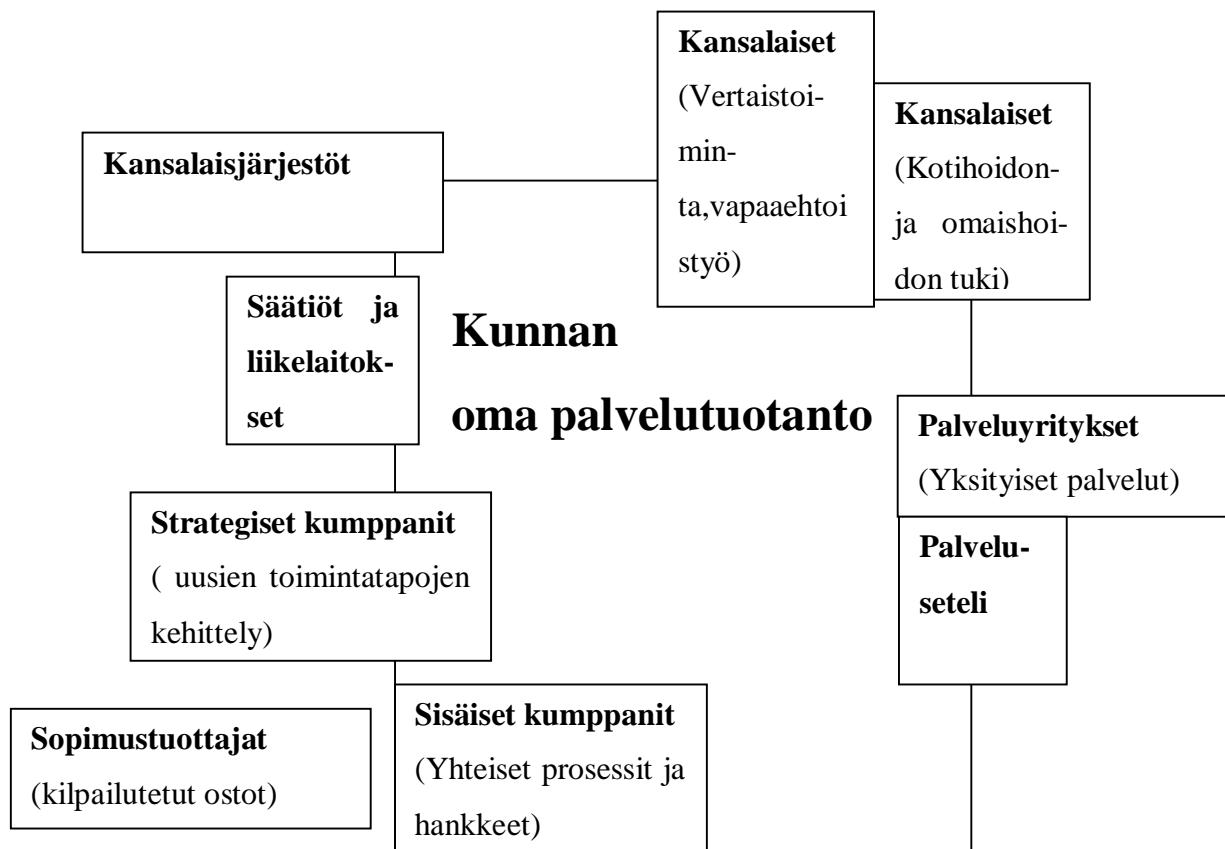 Kansalaiset
(Vertaistoi-
min-
ta,vapaaehtoi
styö)
Kansalaiset
(Kotihoidon-
ja omaishoi-
don tuki)
Kansalaisjärjestöt
Säätiöt ja
liikelaitok-
set
Kunnan
oma palvelutuotanto
Palveluyritykset
(Yksityiset palvelut)
Palvelu-
seteli
Strategiset kumppanit
( uusien toimintatapojen
kehittely)
Sopimustuottajat
(kilpailutetut ostot)
Sisäiset kumppanit
(Yhteiset prosessit ja
hankkeet)